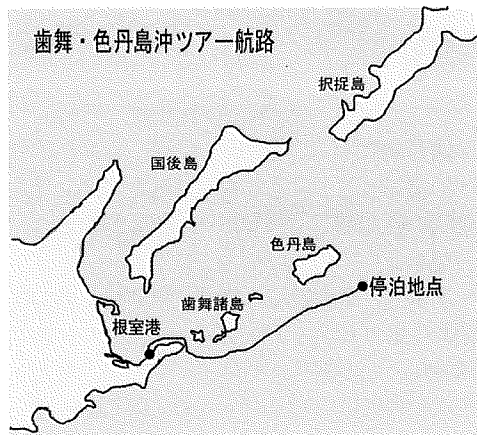 歯舞・色丹島沖ツアー航路
択捉島
国後島
色丹島
停泊地点
歯舞諸島
根室港